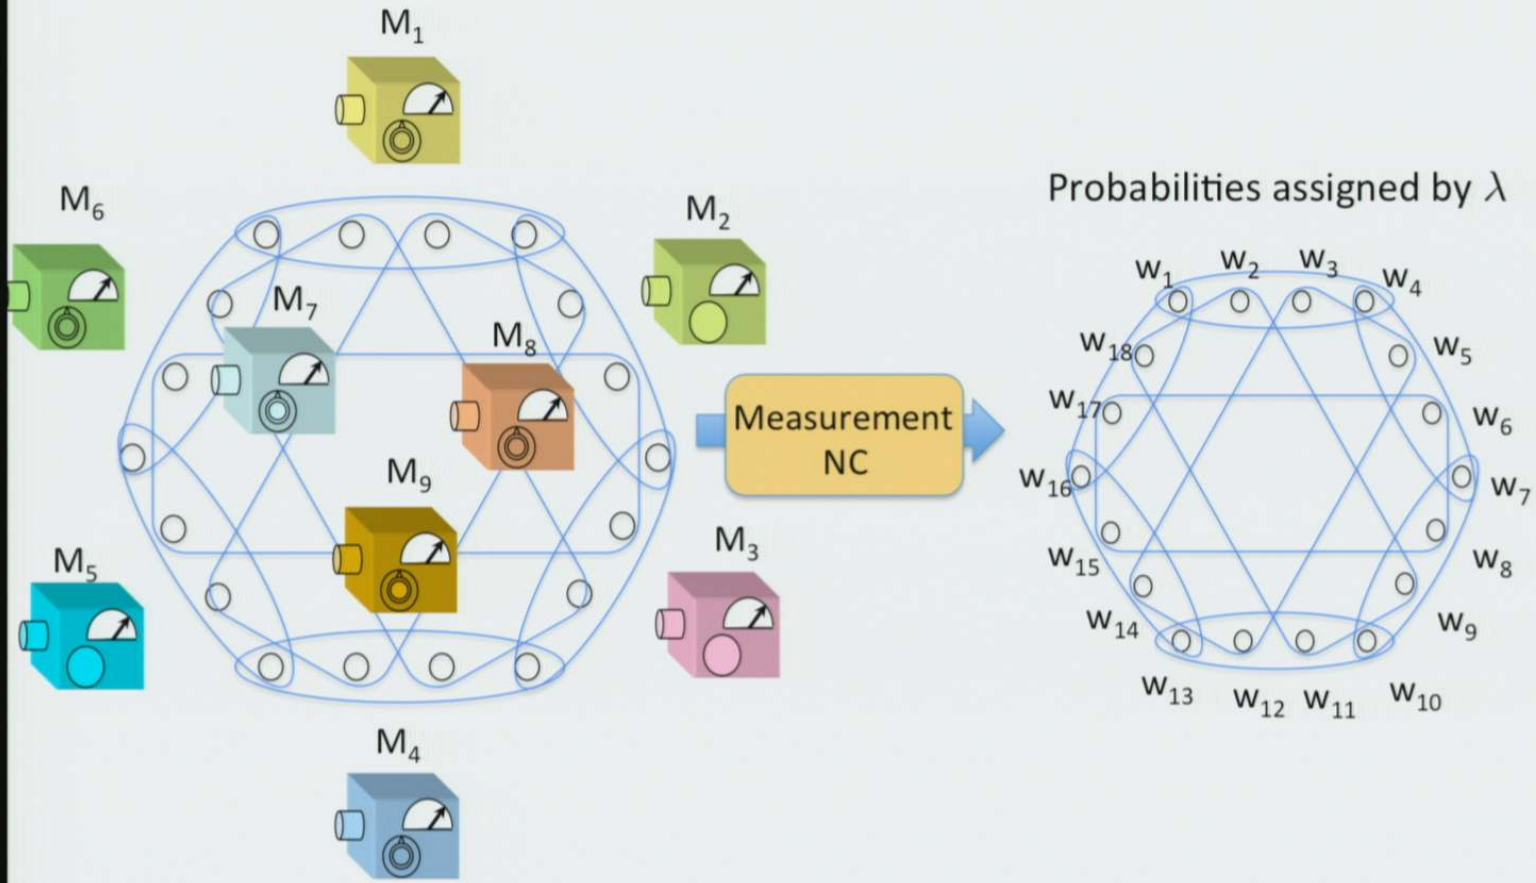 M₁
M₆
M₂
Probabilities assigned by λ
M₇
M₈
w₁
w₂
w₃
w₄
w₁₈
w₅
w₁₇
w₆
Measurement
NC
M₉
w₁₆
w₇
M₅
M₃
w₁₅
w₈
w₁₄
w₉
w₁₃
w₁₂
w₁₁
w₁₀
M₄